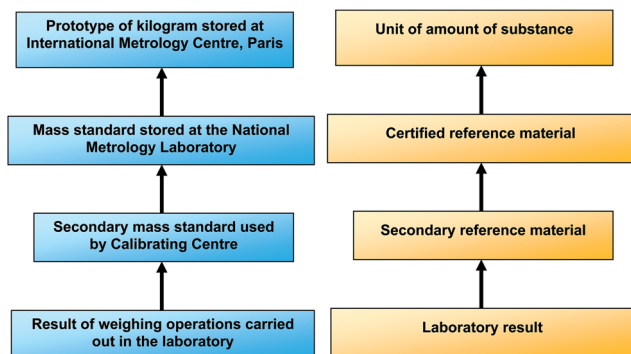 Prototype of kilogram stored at
International Metrology Centre, Paris
Mass standard stored at the National
Metrology Laboratory
Secondary mass standard used
by Calibrating Centre
Result of weighing operations carried
out in the laboratory
Unit of amount of substance
Certified reference material
Secondary reference material
Laboratory result